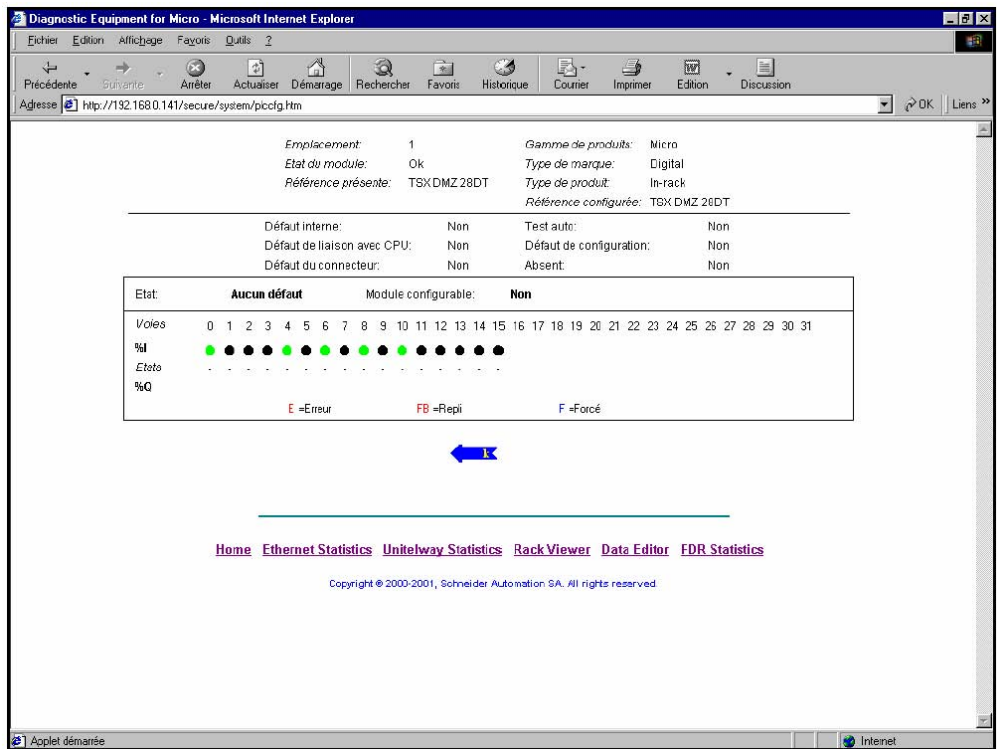 Diagnostic Equipment for Micro - Microsoft Internet Explorer
Fichier Edition Affichage Favoris Outils ?
Précédente Suivante Arrêter Actualiser Démarrage Rechercher Favoris Historique Courrier Imprimer Edition Discussion
Adresse http://192.168.0.141/secure/system/piccfg.htm OK Liens »
Emplacement: 1 Gamme de produits: Micro
Etat du module: Ok Type de marque: Digital
Référence présente: TSX DMZ 28DT Type de produit: In-rack
Référence configurée: TSX DMZ 28DT
Défaut interne: Non Test auto: Non
Défaut de liaison avec CPU: Non Défaut de configuration: Non
Défaut du connecteur: Non Absent: Non
Etat: Aucun défaut Module configurable: Non
Voies 0 1 2 3 4 5 6 7 8 9 10 11 12 13 14 15 16 17 18 19 20 21 22 23 24 25 26 27 28 29 30 31
%I
Etats - - - - - - - - - - - - - - - -
%Q
E =Erreur FB =Repli F =Forcé
k
Home Ethernet Statistics Unitelway Statistics Rack Viewer Data Editor FDR Statistics
Copyright © 2000-2001, Schneider Automation SA. All rights reserved.
Applet démarrée Internet